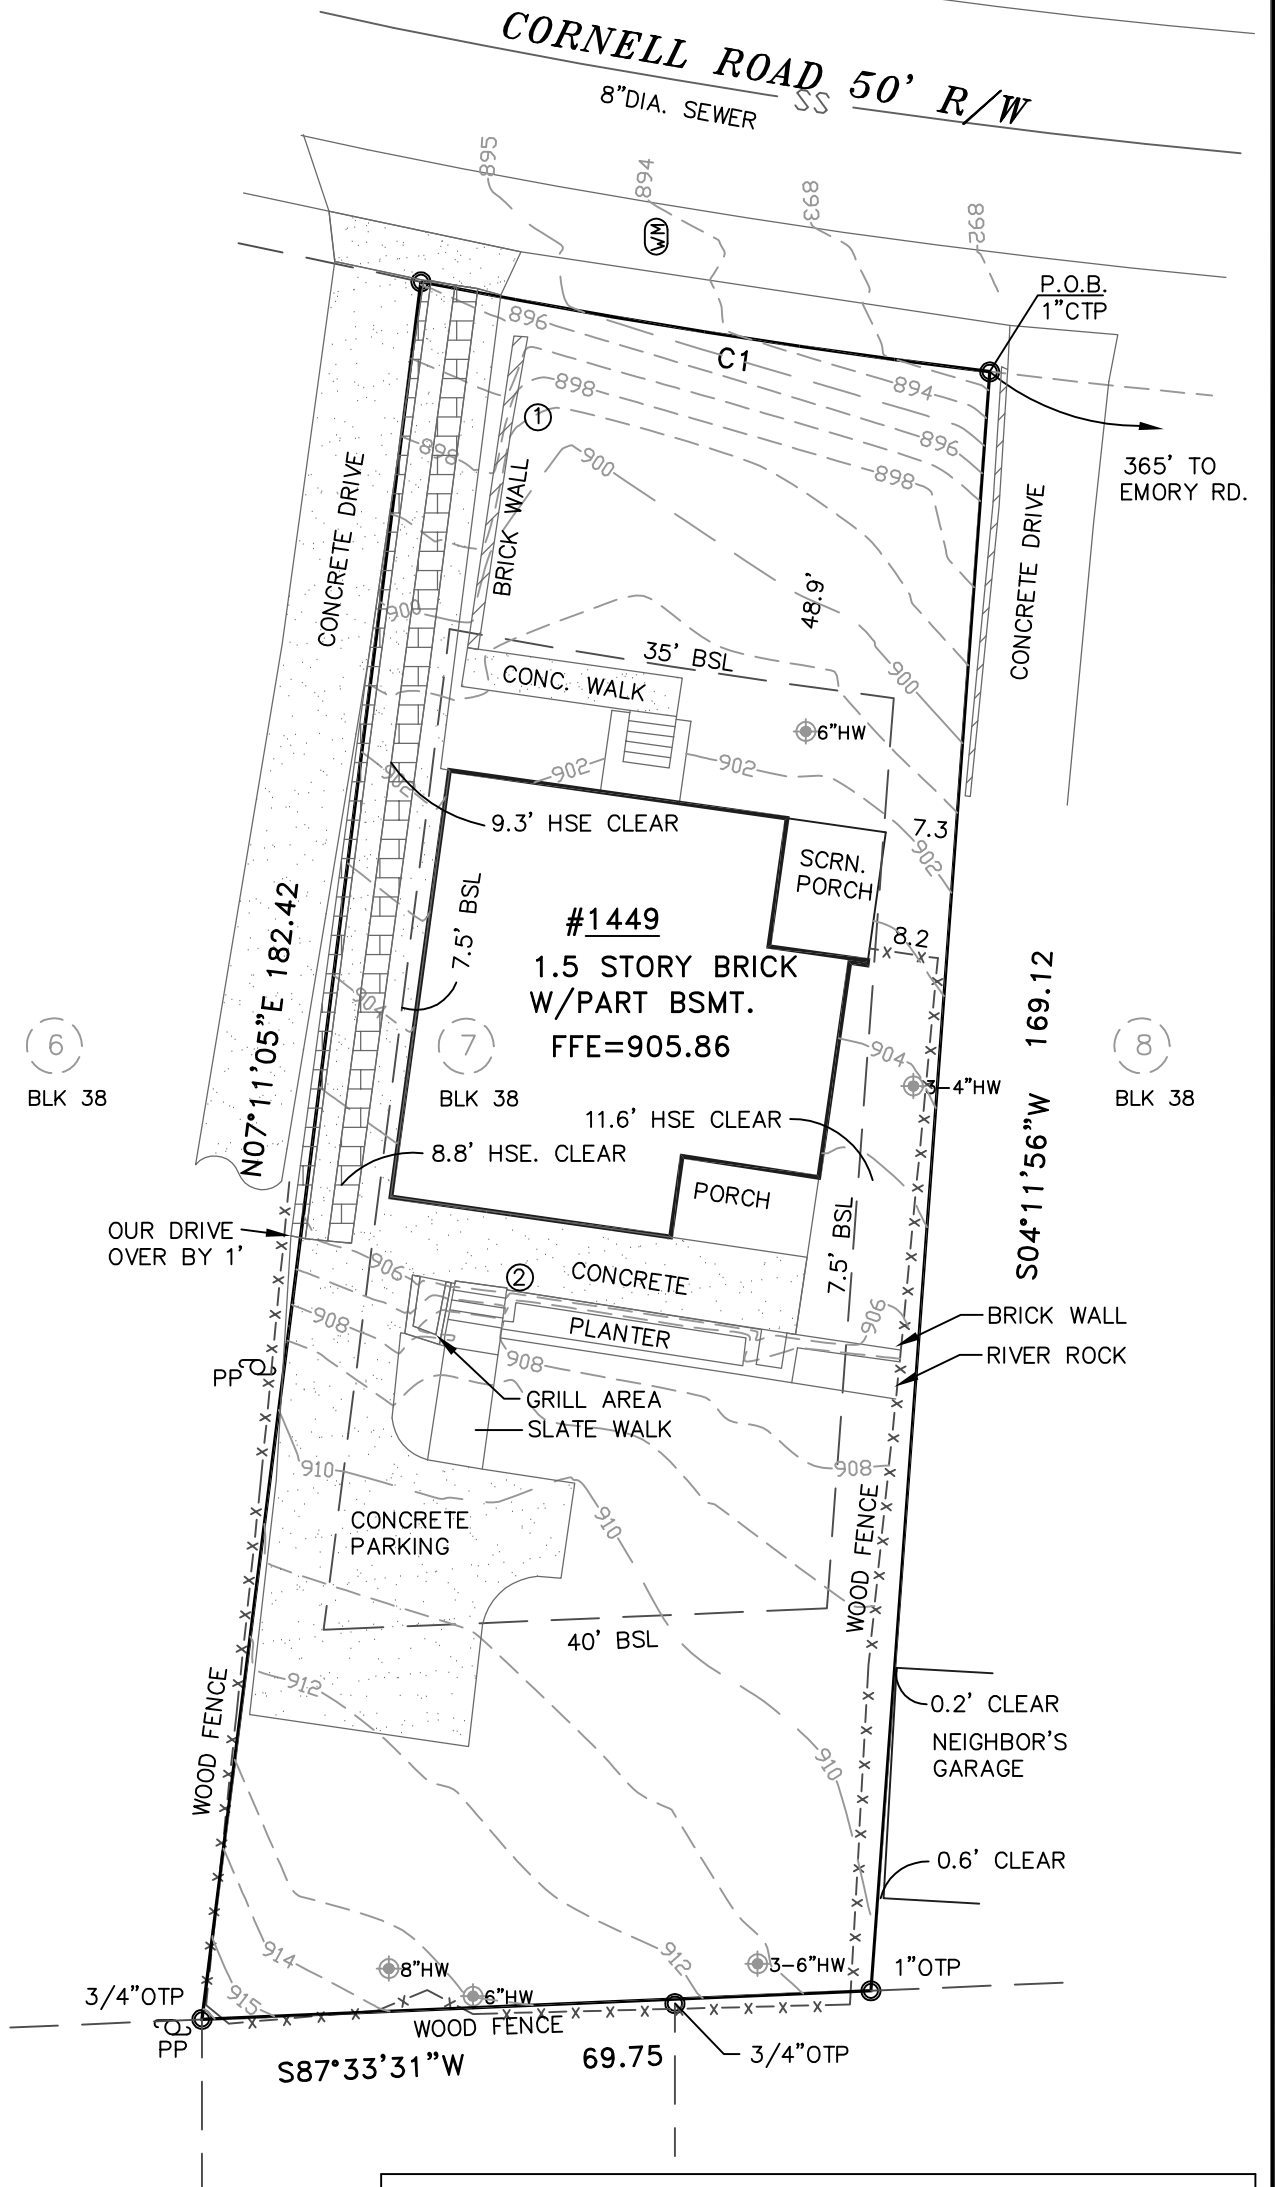 CORNELL ROAD 50' R/W
8"DIA. SEWER
SS
895
894
893
892
WM
P.O.B.
1"CTP
896
C1
898
894
1
896
898
900
898
365' TO
EMORY RD.
CONCRETE DRIVE
BRICK WALL
CONCRETE DRIVE
48.9'
900
35' BSL
900
CONC. WALK
6"HW
902
902
902
9.3' HSE CLEAR
7.3
902
SCRN.
PORCH
7.5' BSL
#1449
8.2
1.5 STORY BRICK
W/PART BSMT.
FFE=905.86
904
904
N07°11'05"E 182.42
S04°11'56"W 169.12
6
BLK 38
7
BLK 38
8
BLK 38
3-4"HW
11.6' HSE CLEAR
8.8' HSE. CLEAR
PORCH
7.5' BSL
OUR DRIVE
OVER BY 1'
906
2
CONCRETE
906
BRICK WALL
908
PLANTER
RIVER ROCK
908
PP
GRILL AREA
SLATE WALK
910
908
910
CONCRETE
PARKING
WOOD FENCE
40' BSL
912
WOOD FENCE
0.2' CLEAR
NEIGHBOR'S
GARAGE
910
0.6' CLEAR
914
912
8"HW
3-6"HW
1"OTP
3/4"OTP
915
6"HW
WOOD FENCE
PP
S87°33'31"W 69.75
3/4"OTP